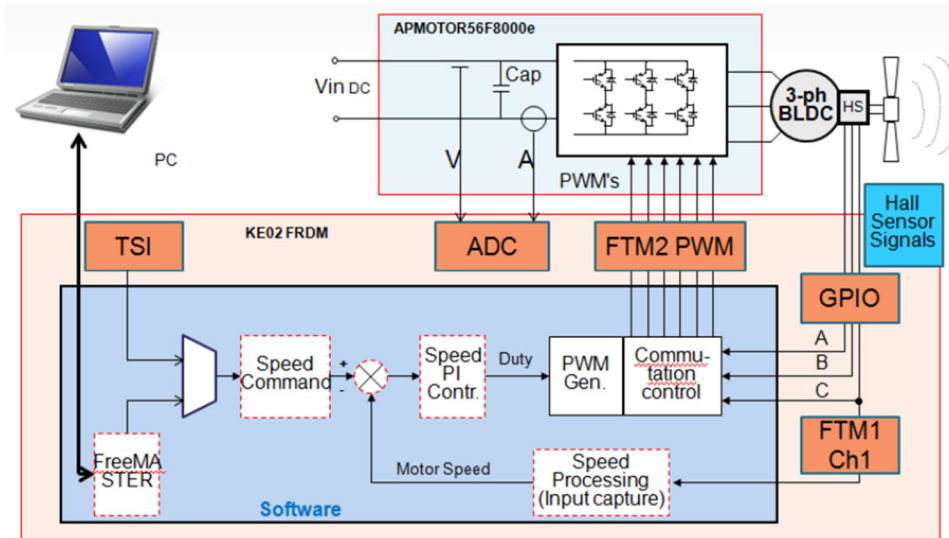 APMOTOR56F8000e
Vin DC
Cap
3-ph
BLDC
HS
V
A
PWM's
PC
Hall
Sensor
Signals
KE02 FRDM
TSI
ADC
FTM2 PWM
GPIO
A
B
C
Speed
Command
+
-
Speed
PI
Contr.
Duty
PWM
Gen.
Commu-
tation
control
FTM1
Ch1
FreeMA
STER
Motor Speed
Speed
Processing
(Input capture)
Software